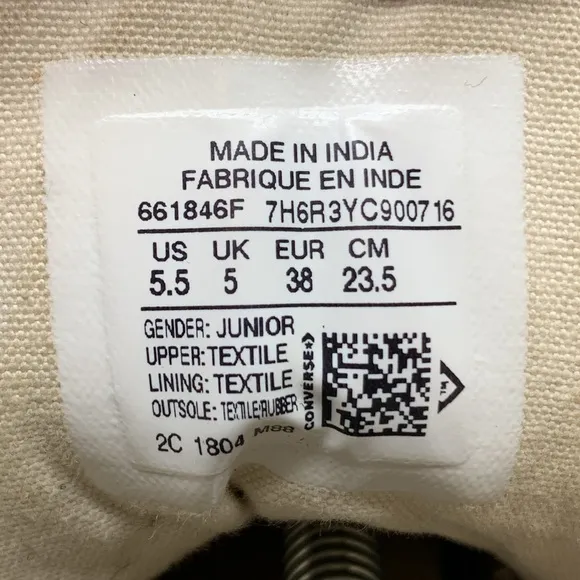 MADE IN INDIA
FABRIQUE EN INDE
661846F 7H6R3YC900716
US UK EUR CM
5.5 5 38 23.5
GENDER: JUNIOR
UPPER: TEXTILE
LINING: TEXTILE
OUTSOLE: TEXTILE/RUBBER
CONVERSE
TM
2C 1804 M88